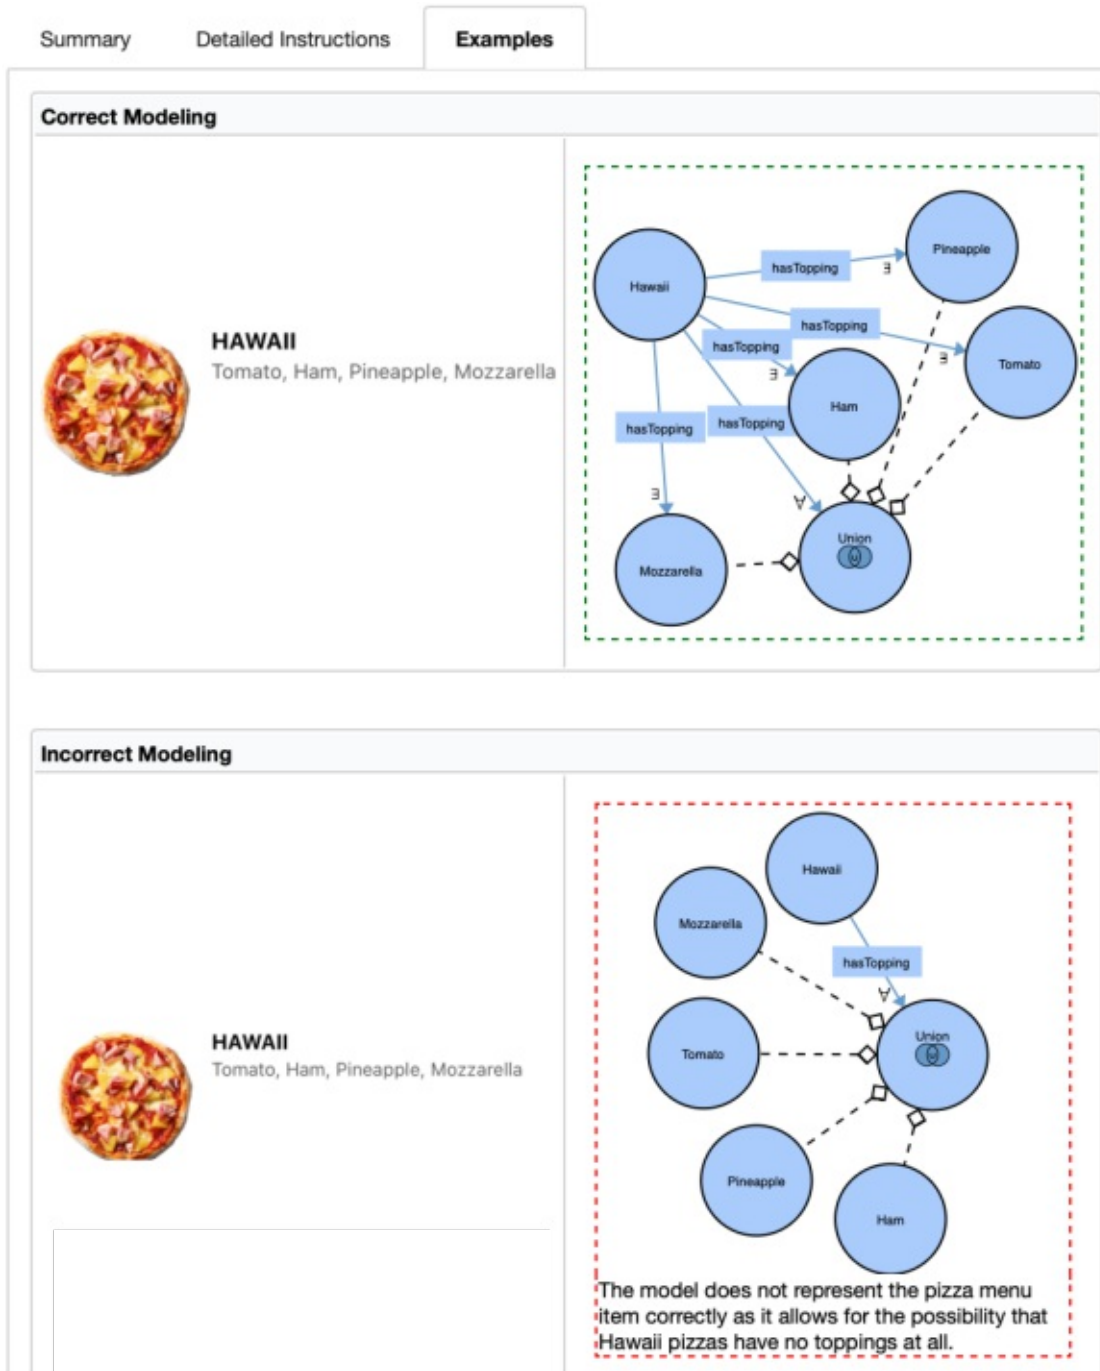 Summary
Detailed Instructions
Examples
Correct Modeling
HAWAII
Tomato, Ham, Pineapple, Mozzarella
Pineapple
Hawaii
hasTopping
∃
hasTopping
∃
Tomato
hasTopping
∃
Ham
hasTopping
hasTopping
∃
∀
Mozzarella
Union
∪
Incorrect Modeling
HAWAII
Tomato, Ham, Pineapple, Mozzarella
Hawaii
Mozzarella
hasTopping
∀
Tomato
Union
∪
Pineapple
Ham
The model does not represent the pizza menu
item correctly as it allows for the possibility that
Hawaii pizzas have no toppings at all.